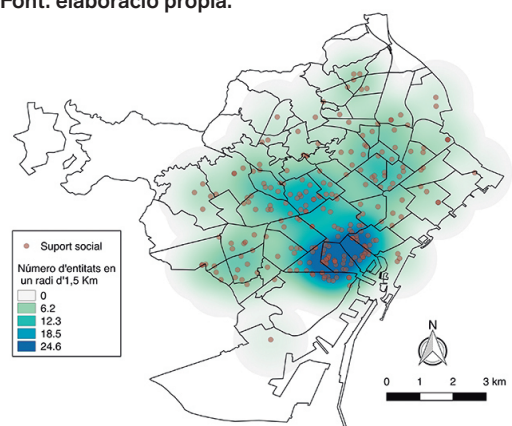 Font: elaboració pròpia.
Suport social
Número d'entitats en
un radi d'1,5 Km
0
6.2
12.3
18.5
24.6
N
0 1 2 3 km